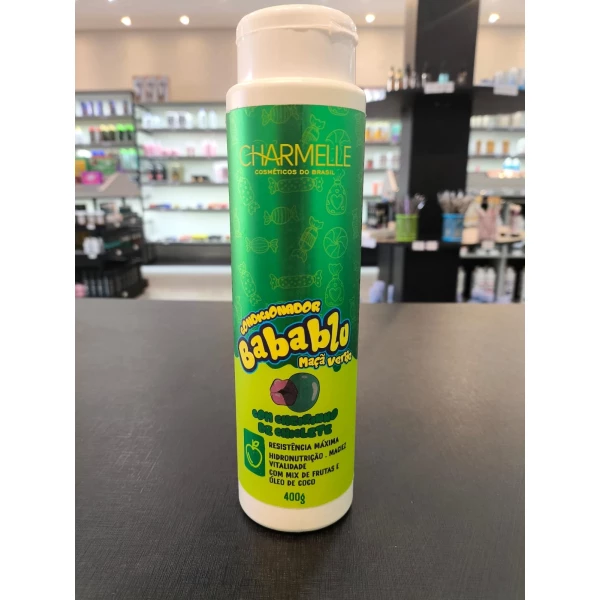 CHARMELLE
COSMÉTICOS DO BRASIL
CONDICIONADOR
Babablu
Maçã Verde
COM CHEIRINHO
DE CHICLETE
RESISTÊNCIA MÁXIMA
HIDRONUTRIÇÃO . MACIEZ
VITALIDADE
COM MIX DE FRUTAS E
ÓLEO DE COCO
400g